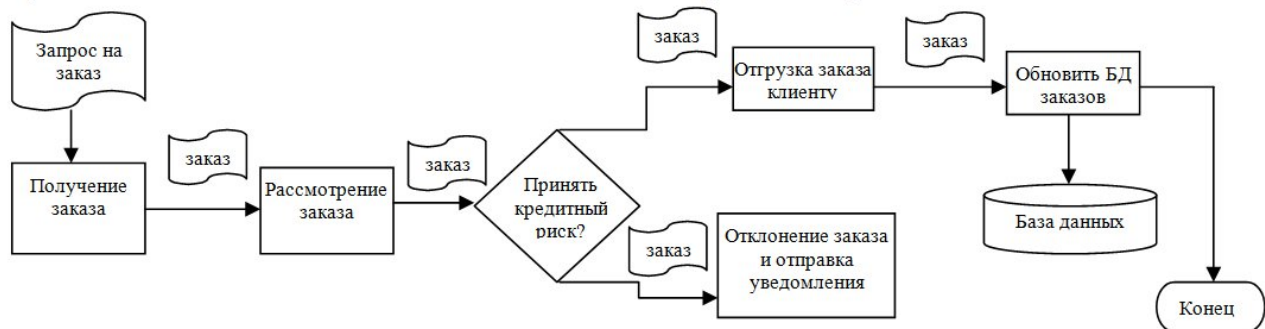 Запрос на
заказ
Получение
заказа
заказ
Рассмотрение
заказа
заказ
Принять
кредитный
риск?
заказ
Отгрузка заказа
клиенту
заказ
Обновить БД
заказов
База данных
заказ
Отклонение заказа
и отправка
уведомления
Конец